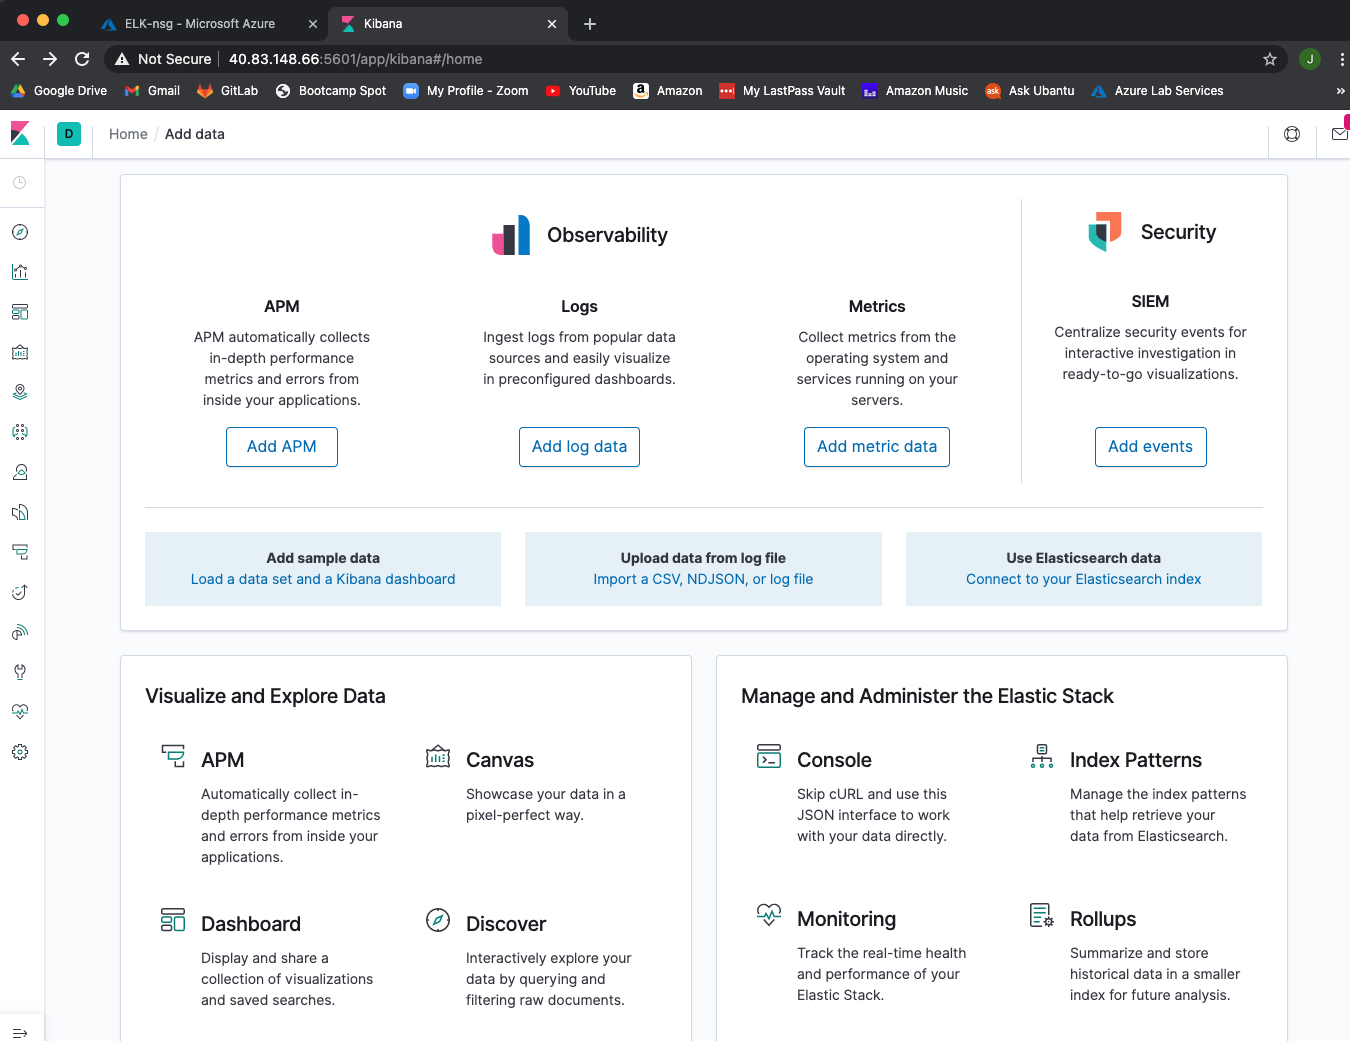 ELK-nsg - Microsoft Azure
Kibana
Not Secure
40.83.148.66:5601/app/kibana#/home
J
Google Drive
Gmail
GitLab
Bootcamp Spot
My Profile - Zoom
YouTube
a
Amazon
My LastPass Vault
Amazon Music
ask
Ask Ubantu
Azure Lab Services
»
D
Home / Add data
Observability
Security
APM
APM automatically collects
in-depth performance
metrics and errors from
inside your applications.
Add APM
Logs
Ingest logs from popular data
sources and easily visualize
in preconfigured dashboards.
Add log data
Metrics
Collect metrics from the
operating system and
services running on your
servers.
Add metric data
SIEM
Centralize security events for
interactive investigation in
ready-to-go visualizations.
Add events
Add sample data
Load a data set and a Kibana dashboard
Upload data from log file
Import a CSV, NDJSON, or log file
Use Elasticsearch data
Connect to your Elasticsearch index
Visualize and Explore Data
APM
Automatically collect in-
depth performance metrics
and errors from inside your
applications.
Canvas
Showcase your data in a
pixel-perfect way.
Dashboard
Display and share a
collection of visualizations
and saved searches.
Discover
Interactively explore your
data by querying and
filtering raw documents.
Manage and Administer the Elastic Stack
Console
Skip cURL and use this
JSON interface to work
with your data directly.
Index Patterns
Manage the index patterns
that help retrieve your
data from Elasticsearch.
Monitoring
Track the real-time health
and performance of your
Elastic Stack.
Rollups
Summarize and store
historical data in a smaller
index for future analysis.